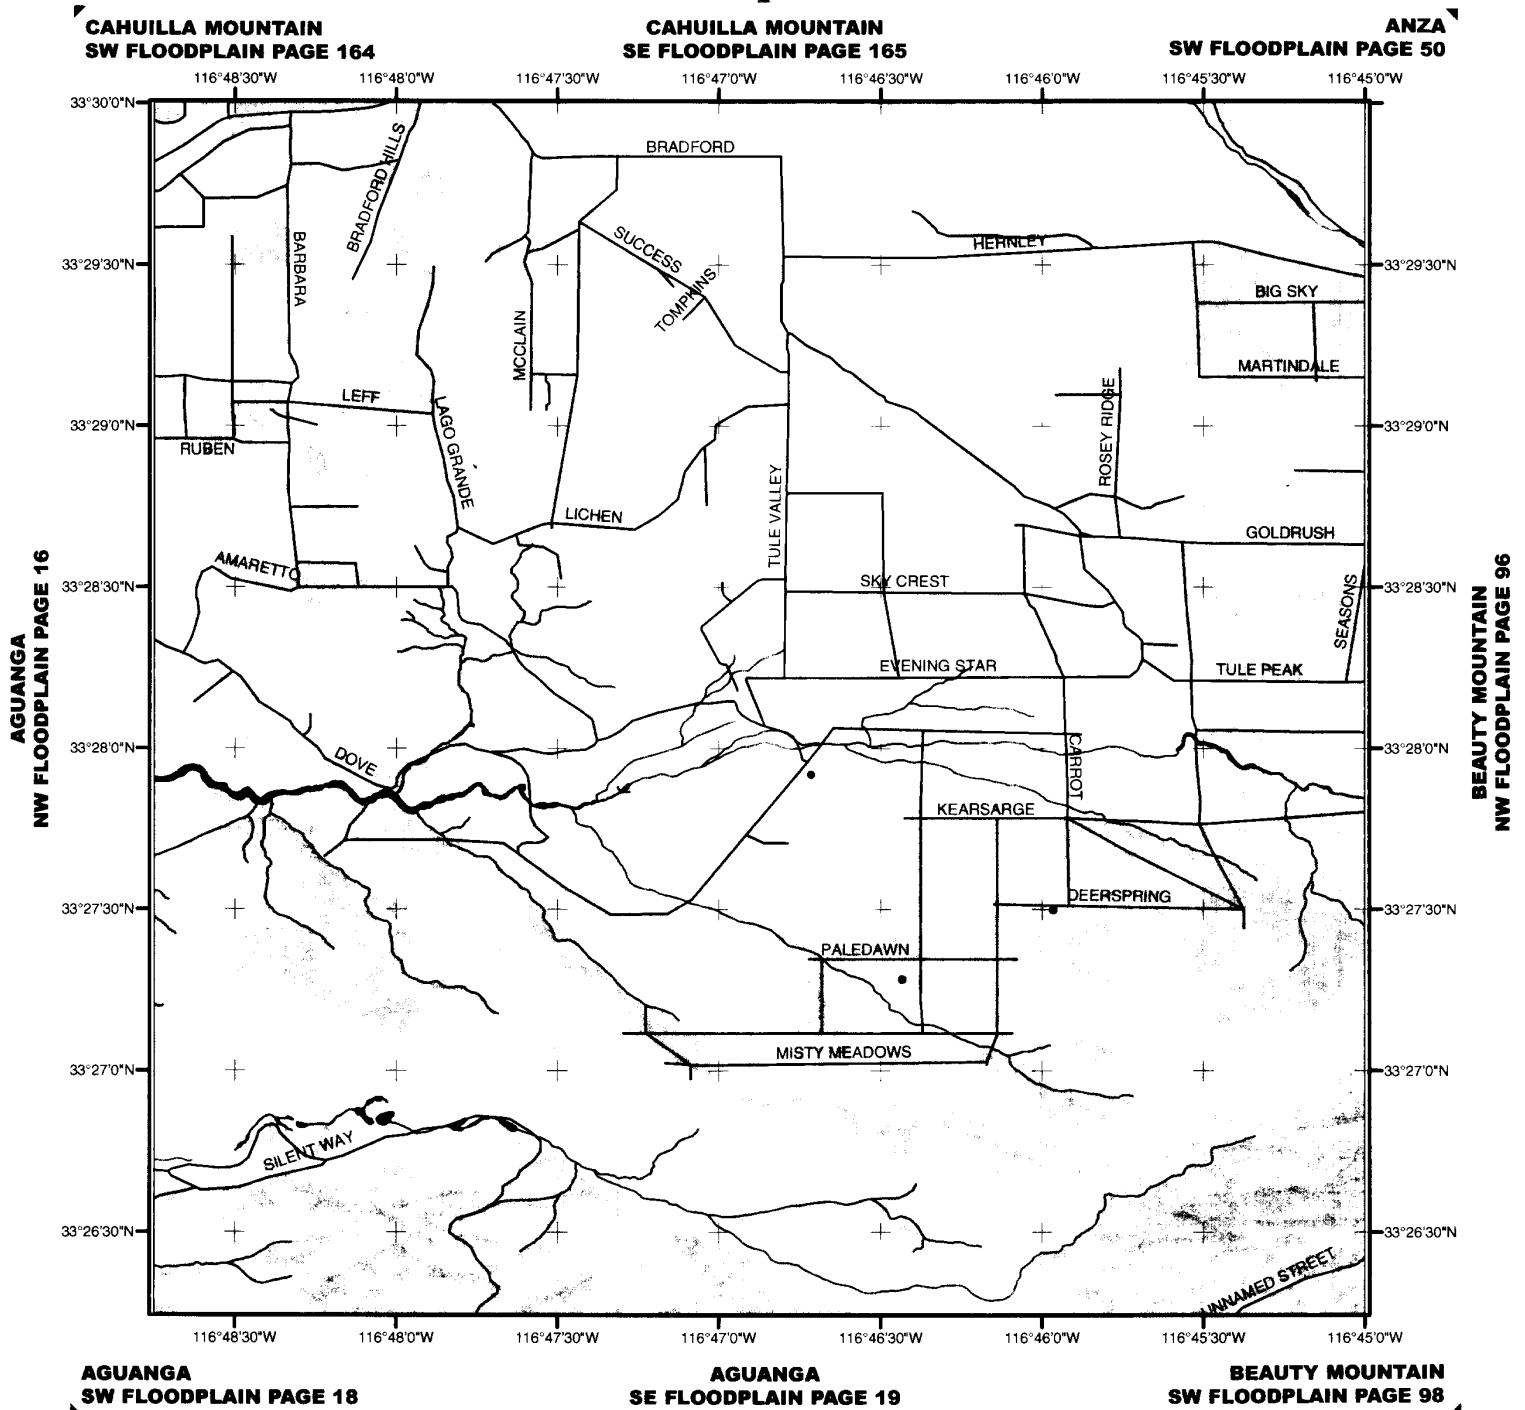 CAHUILLA MOUNTAIN
SW FLOODPLAIN PAGE 164
CAHUILLA MOUNTAIN
SE FLOODPLAIN PAGE 165
ANZA
SW FLOODPLAIN PAGE 50
116°48'30"W 116°48'0"W 116°47'30"W 116°47'0"W 116°46'30"W 116°46'0"W 116°45'30"W 116°45'0"W
33°30'0"N
BRADFORD HILLS
BRADFORD
BARBARA
SUCCESS
HERNLEY
33°29'30"N
33°29'30"N
TOMPKINS
BIG SKY
MCCLAIN
MARTINDALE
LEFF
LAGO GRANDE
ROSEY RIDGE
33°29'0"N
33°29'0"N
RUBEN
TULE VALLEY
LICHEN
GOLDRUSH
AMARETTO
33°28'30"N
SKY CREST
33°28'30"N
SEASONS
EVENING STAR
TULE PEAK
AGUANGA
NW FLOODPLAIN PAGE 16
BEAUTY MOUNTAIN
NW FLOODPLAIN PAGE 96
33°28'0"N
33°28'0"N
DOVE
CARROT
KEARSARGE
DEERSPRING
33°27'30"N
33°27'30"N
PALEDAWN
MISTY MEADOWS
33°27'0"N
33°27'0"N
SILENT WAY
33°26'30"N
33°26'30"N
UNNAMED STREET
116°48'30"W 116°48'0"W 116°47'30"W 116°47'0"W 116°46'30"W 116°46'0"W 116°45'30"W 116°45'0"W
AGUANGA
SW FLOODPLAIN PAGE 18
AGUANGA
SE FLOODPLAIN PAGE 19
BEAUTY MOUNTAIN
SW FLOODPLAIN PAGE 98